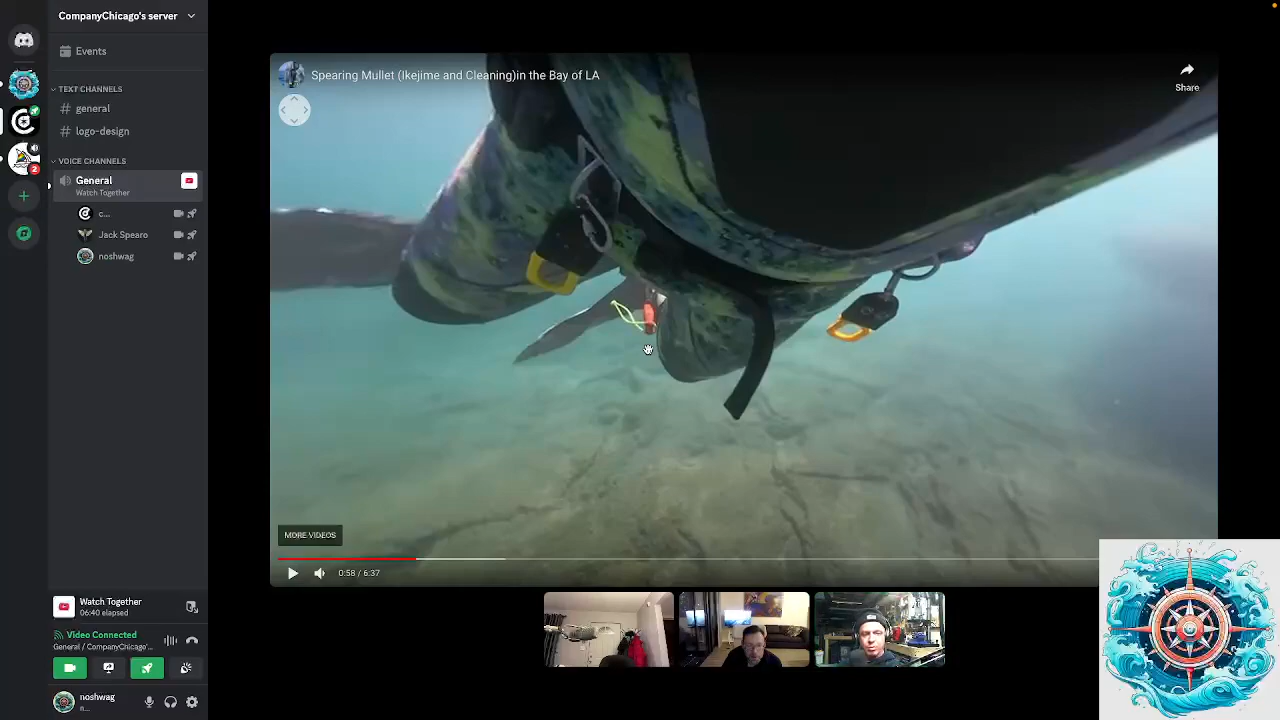 CompanyChicago's server
Events
TEXT CHANNELS
# general
# logo-design
VOICE CHANNELS
General
Watch Together
c...
Jack Spearo
noshwag
2
Spearing Mullet (Ikejime and Cleaning)in the Bay of LA
Share
MORE VIDEOS
0:58 / 6:37
Watch Together
06:40 elapsed
Video Connected
General / CompanyChicago'...
noshwag
n...